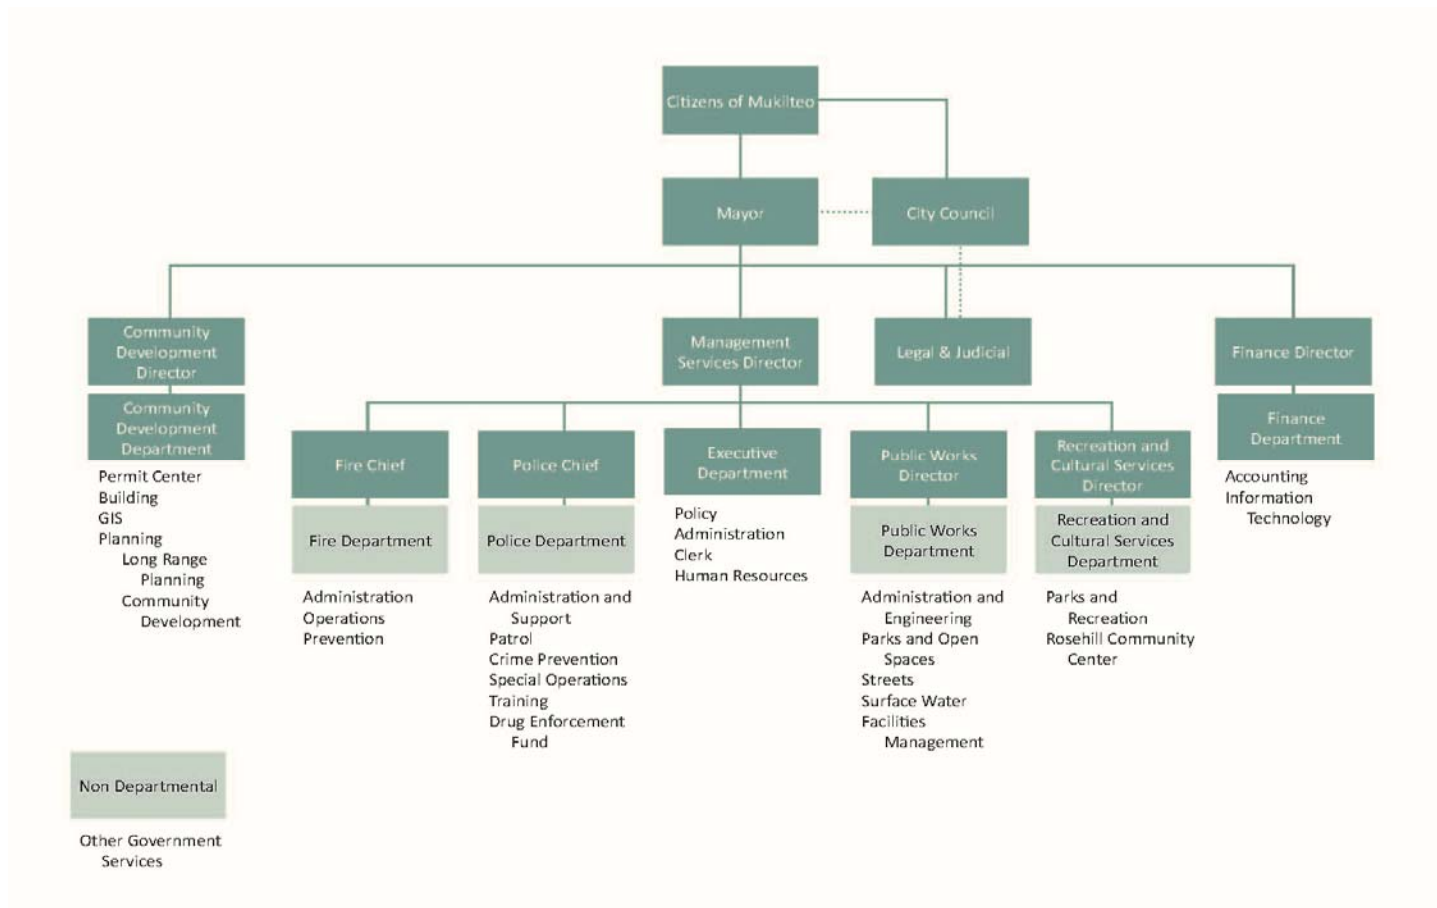 Citizens of Mukilteo
Mayor
City Council
Community
Development
Director
Management
Services Director
Legal & Judicial
Finance Director
Community
Development
Department
Permit Center
Building
GIS
Planning
Long Range
Planning
Community
Development
Fire Chief
Fire Department
Administration
Operations
Prevention
Police Chief
Police Department
Administration and
Support
Patrol
Crime Prevention
Special Operations
Training
Drug Enforcement
Fund
Executive
Department
Policy
Administration
Clerk
Human Resources
Public Works
Director
Public Works
Department
Administration and
Engineering
Parks and Open
Spaces
Streets
Surface Water
Facilities
Management
Recreation and
Cultural Services
Director
Recreation and
Cultural Services
Department
Parks and
Recreation
Rosehill Community
Center
Finance
Department
Accounting
Information
Technology
Non Departmental
Other Government
Services